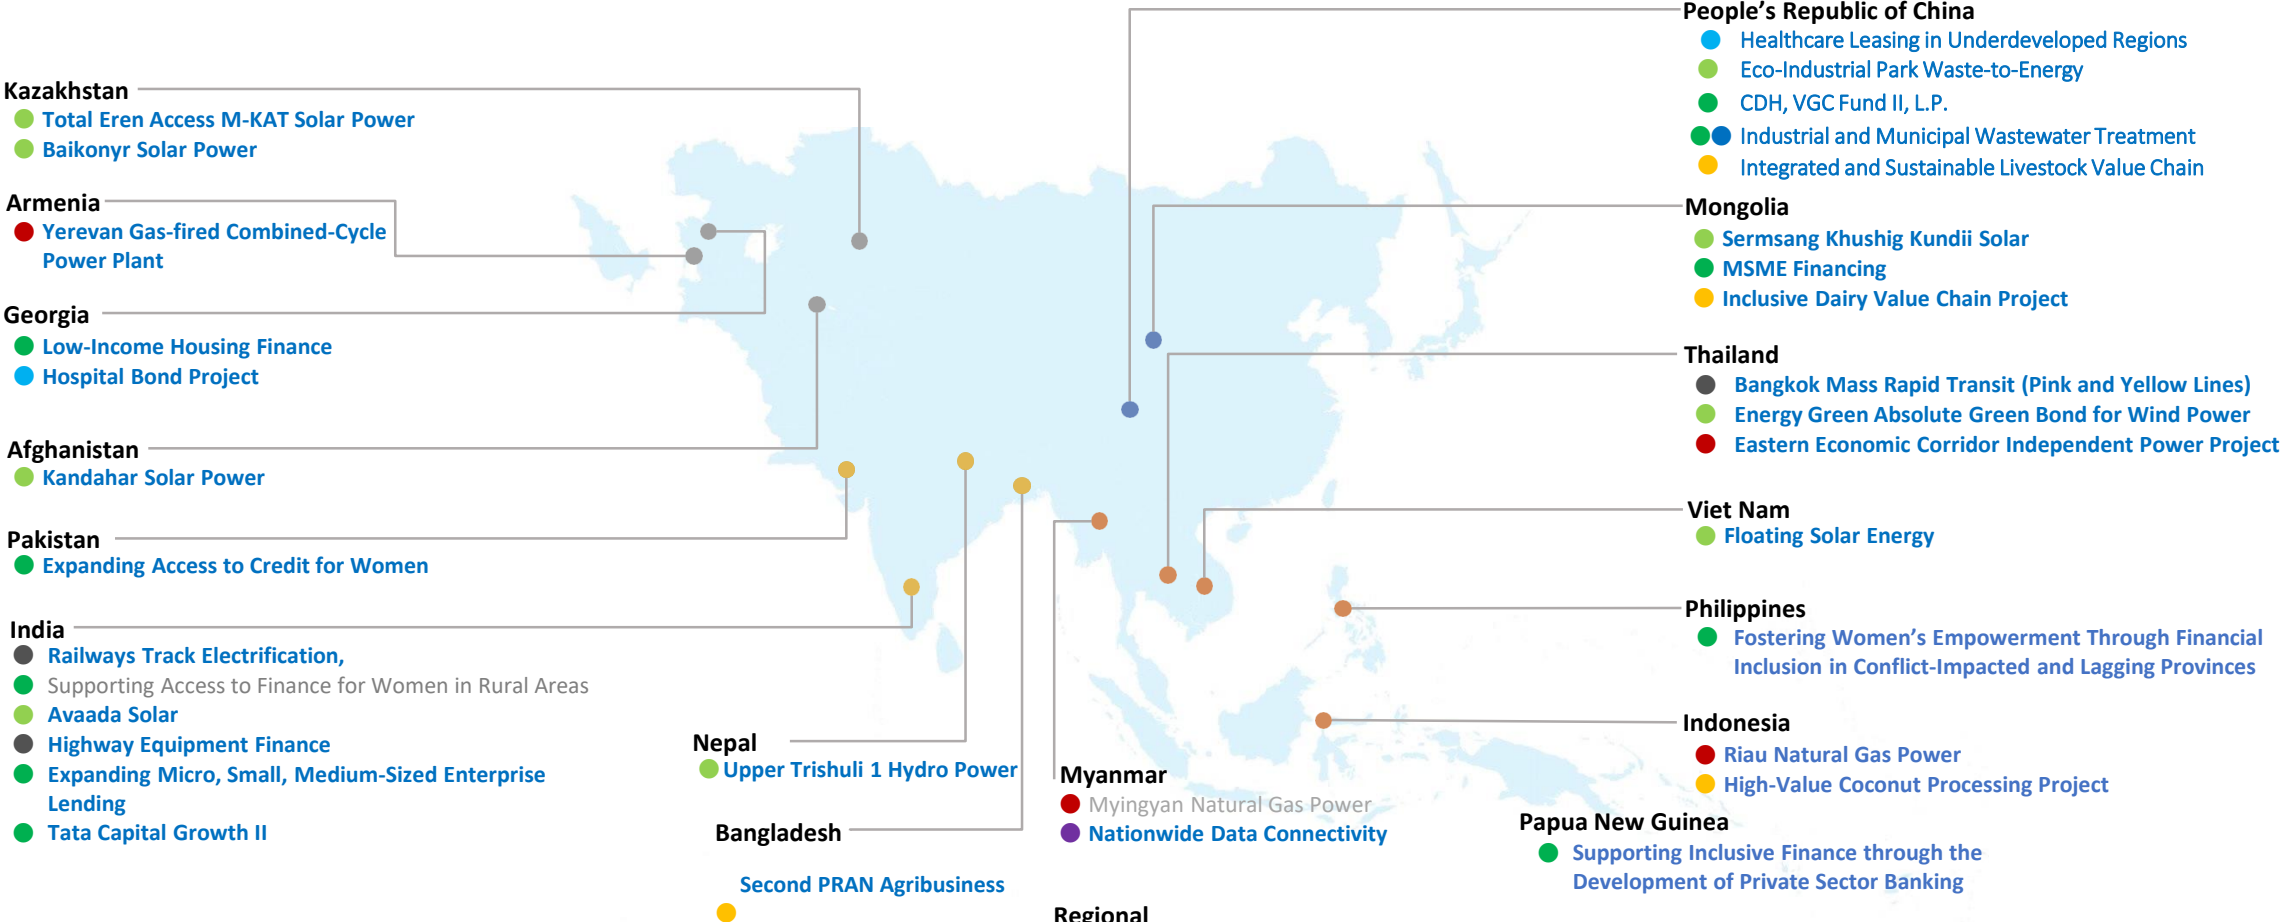 People's Republic of China
Healthcare Leasing in Underdeveloped Regions
Eco-Industrial Park Waste-to-Energy
CDH, VGC Fund II, L.P.
Industrial and Municipal Wastewater Treatment
Integrated and Sustainable Livestock Value Chain
Kazakhstan
Total Eren Access M-KAT Solar Power
Baikonyr Solar Power
Armenia
Yerevan Gas-fired Combined-Cycle
Power Plant
Georgia
Low-Income Housing Finance
Hospital Bond Project
Afghanistan
Kandahar Solar Power
Pakistan
Expanding Access to Credit for Women
India
Railways Track Electrification,
Supporting Access to Finance for Women in Rural Areas
Avaada Solar
Highway Equipment Finance
Expanding Micro, Small, Medium-Sized Enterprise
Lending
Tata Capital Growth II
Nepal
Upper Trishuli 1 Hydro Power
Bangladesh
Second PRAN Agribusiness
Myanmar
Myingyan Natural Gas Power
Nationwide Data Connectivity
Regional
Mongolia
Sermsang Khushig Kundii Solar
MSME Financing
Inclusive Dairy Value Chain Project
Thailand
Bangkok Mass Rapid Transit (Pink and Yellow Lines)
Energy Green Absolute Green Bond for Wind Power
Eastern Economic Corridor Independent Power Project
Viet Nam
Floating Solar Energy
Philippines
Fostering Women's Empowerment Through Financial
Inclusion in Conflict-Impacted and Lagging Provinces
Indonesia
Riau Natural Gas Power
High-Value Coconut Processing Project
Papua New Guinea
Supporting Inclusive Finance through the
Development of Private Sector Banking